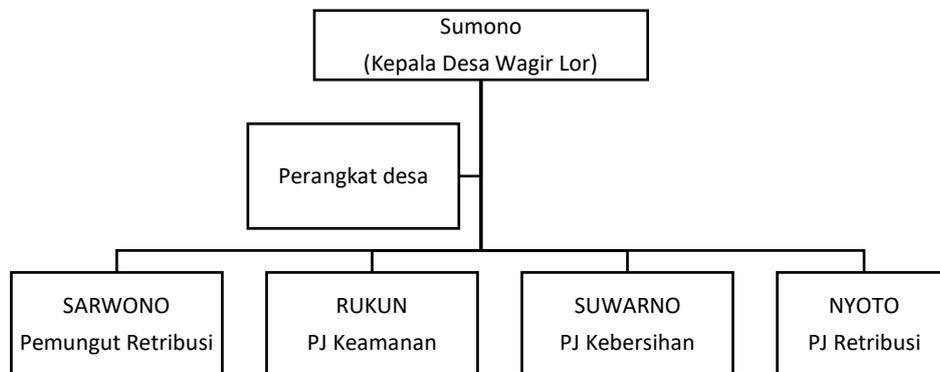 Sumono
(Kepala Desa Wagir Lor)
Perangkat desa
SARWONO
Pemungut Retribusi
RUKUN
PJ Keamanan
SUWARNO
PJ Kebersihan
NYOTO
PJ Retribusi